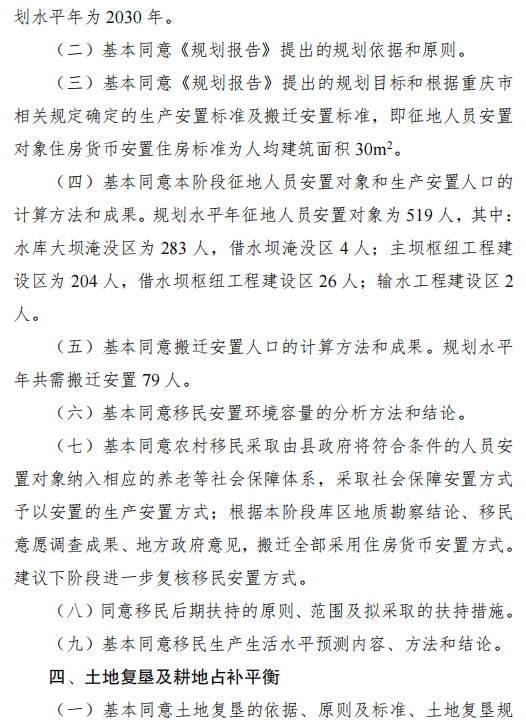 划水平年为 2030 年。
（二）基本同意《规划报告》提出的规划依据和原则。
（三）基本同意《规划报告》提出的规划目标和根据重庆市
相关规定确定的生产安置标准及搬迁安置标准，即征地人员安置
对象住房货币安置住房标准为人均建筑面积 30m²。
（四）基本同意本阶段征地人员安置对象和生产安置人口的
计算方法和成果。规划水平年征地人员安置对象为 519 人，其中：
水库大坝淹没区为 283 人，借水坝淹没区 4 人；主坝枢纽工程建
设区为 204 人，借水坝枢纽工程建设区 26 人；输水工程建设区 2
人。
（五）基本同意搬迁安置人口的计算方法和成果。规划水平
年共需搬迁安置 79 人。
（六）基本同意移民安置环境容量的分析方法和结论。
（七）基本同意农村移民采取由县政府将符合条件的人员安
置对象纳入相应的养老等社会保障体系，采取社会保障安置方式
予以安置的生产安置方式；根据本阶段库区地质勘察结论、移民
意愿调查成果、地方政府意见，搬迁全部采用住房货币安置方式。
建议下阶段进一步复核移民安置方式。
（八）同意移民后期扶持的原则、范围及拟采取的扶持措施。
（九）基本同意移民生产生活水平预测内容、方法和结论。
四、土地复垦及耕地占补平衡
（一）基本同意土地复垦的依据、原则及标准、土地复垦规